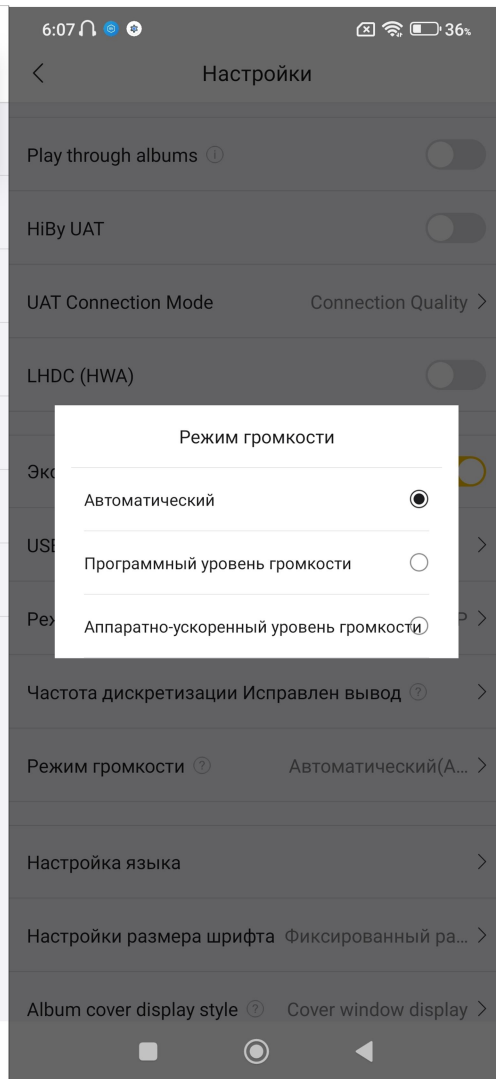 6:07 36%
Настройки
Play through albums
HiBy UAT
UAT Connection Mode Connection Quality
LHDC (HWA)
Режим громкости
Автоматический
Программный уровень громкости
Аппаратно-ускоренный уровень громкости
Частота дискретизации Исправлен вывод
Режим громкости Автоматический(А...
Настройка языка
Настройки размера шрифта Фиксированный ра...
Album cover display style Cover window display